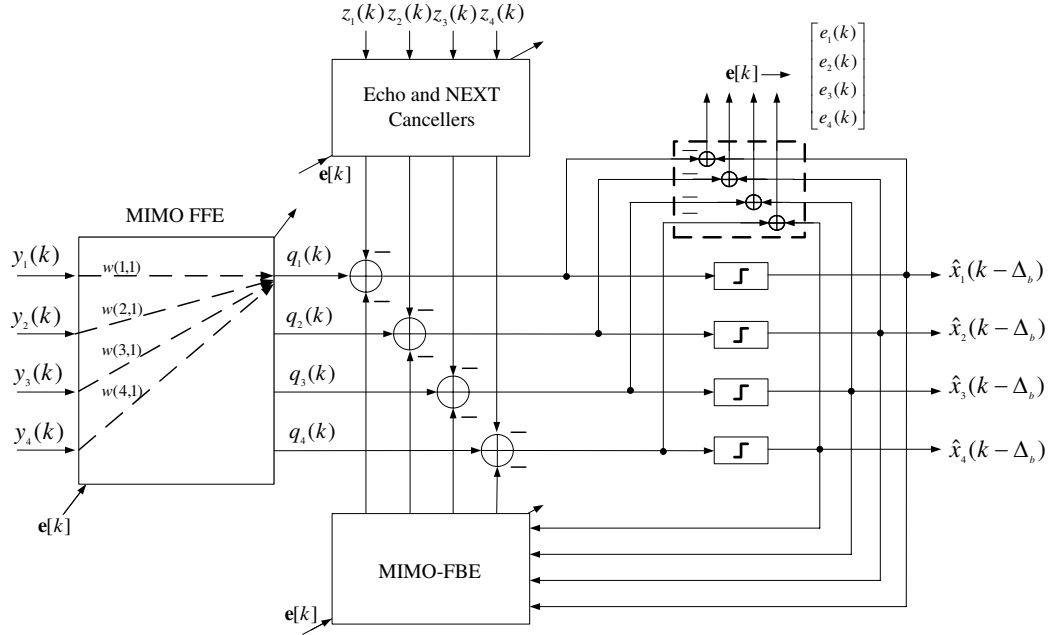 z₁(k) z₂(k) z₃(k) z₄(k)
Echo and NEXT
Cancellers
e[k]
e[k]
e₁(k)
e₂(k)
e₃(k)
e₄(k)
MIMO FFE
y₁(k)
y₂(k)
y₃(k)
y₄(k)
w(1,1)
w(2,1)
w(3,1)
w(4,1)
e[k]
q₁(k)
q₂(k)
q₃(k)
q₄(k)
x̂₁(k − Δ_b)
x̂₂(k − Δ_b)
x̂₃(k − Δ_b)
x̂₄(k − Δ_b)
MIMO-FBE
e[k]